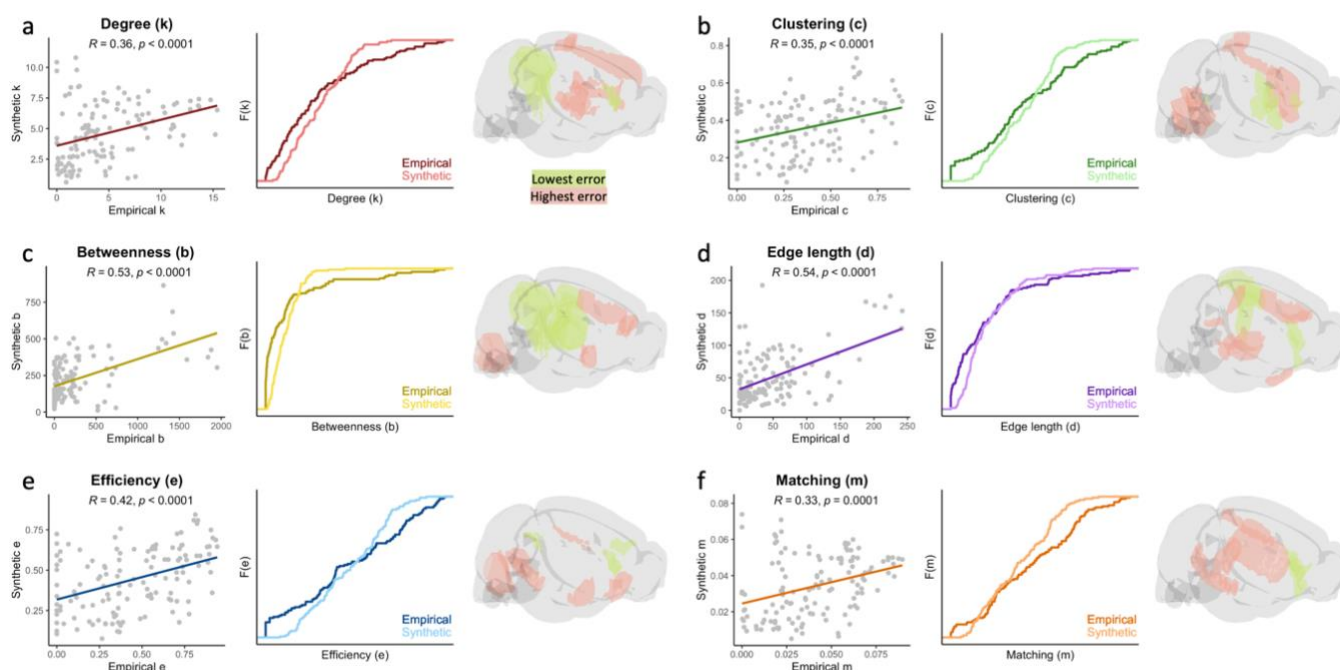 a
Degree (k)
R = 0.36, p < 0.0001
10.0
7.5
5.0
2.5
Synthetic k
0
5
10
15
Empirical k
F(k)
Empirical
Synthetic
Degree (k)
Lowest error
Highest error
b
Clustering (c)
R = 0.35, p < 0.0001
0.8
0.6
0.4
0.2
Synthetic c
0.00
0.25
0.50
0.75
Empirical c
F(c)
Empirical
Synthetic
Clustering (c)
c
Betweenness (b)
R = 0.53, p < 0.0001
750
500
250
0
Synthetic b
0
500
1000
1500
2000
Empirical b
F(b)
Empirical
Synthetic
Betweenness (b)
d
Edge length (d)
R = 0.54, p < 0.0001
200
150
100
50
0
Synthetic d
0
50
100
150
200
250
Empirical d
F(d)
Empirical
Synthetic
Edge length (d)
e
Efficiency (e)
R = 0.42, p < 0.0001
0.75
0.50
0.25
Synthetic e
0.00
0.25
0.50
0.75
Empirical e
F(e)
Empirical
Synthetic
Efficiency (e)
f
Matching (m)
R = 0.33, p = 0.0001
0.08
0.06
0.04
0.02
Synthetic m
0.000
0.025
0.050
0.075
Empirical m
F(m)
Empirical
Synthetic
Matching (m)